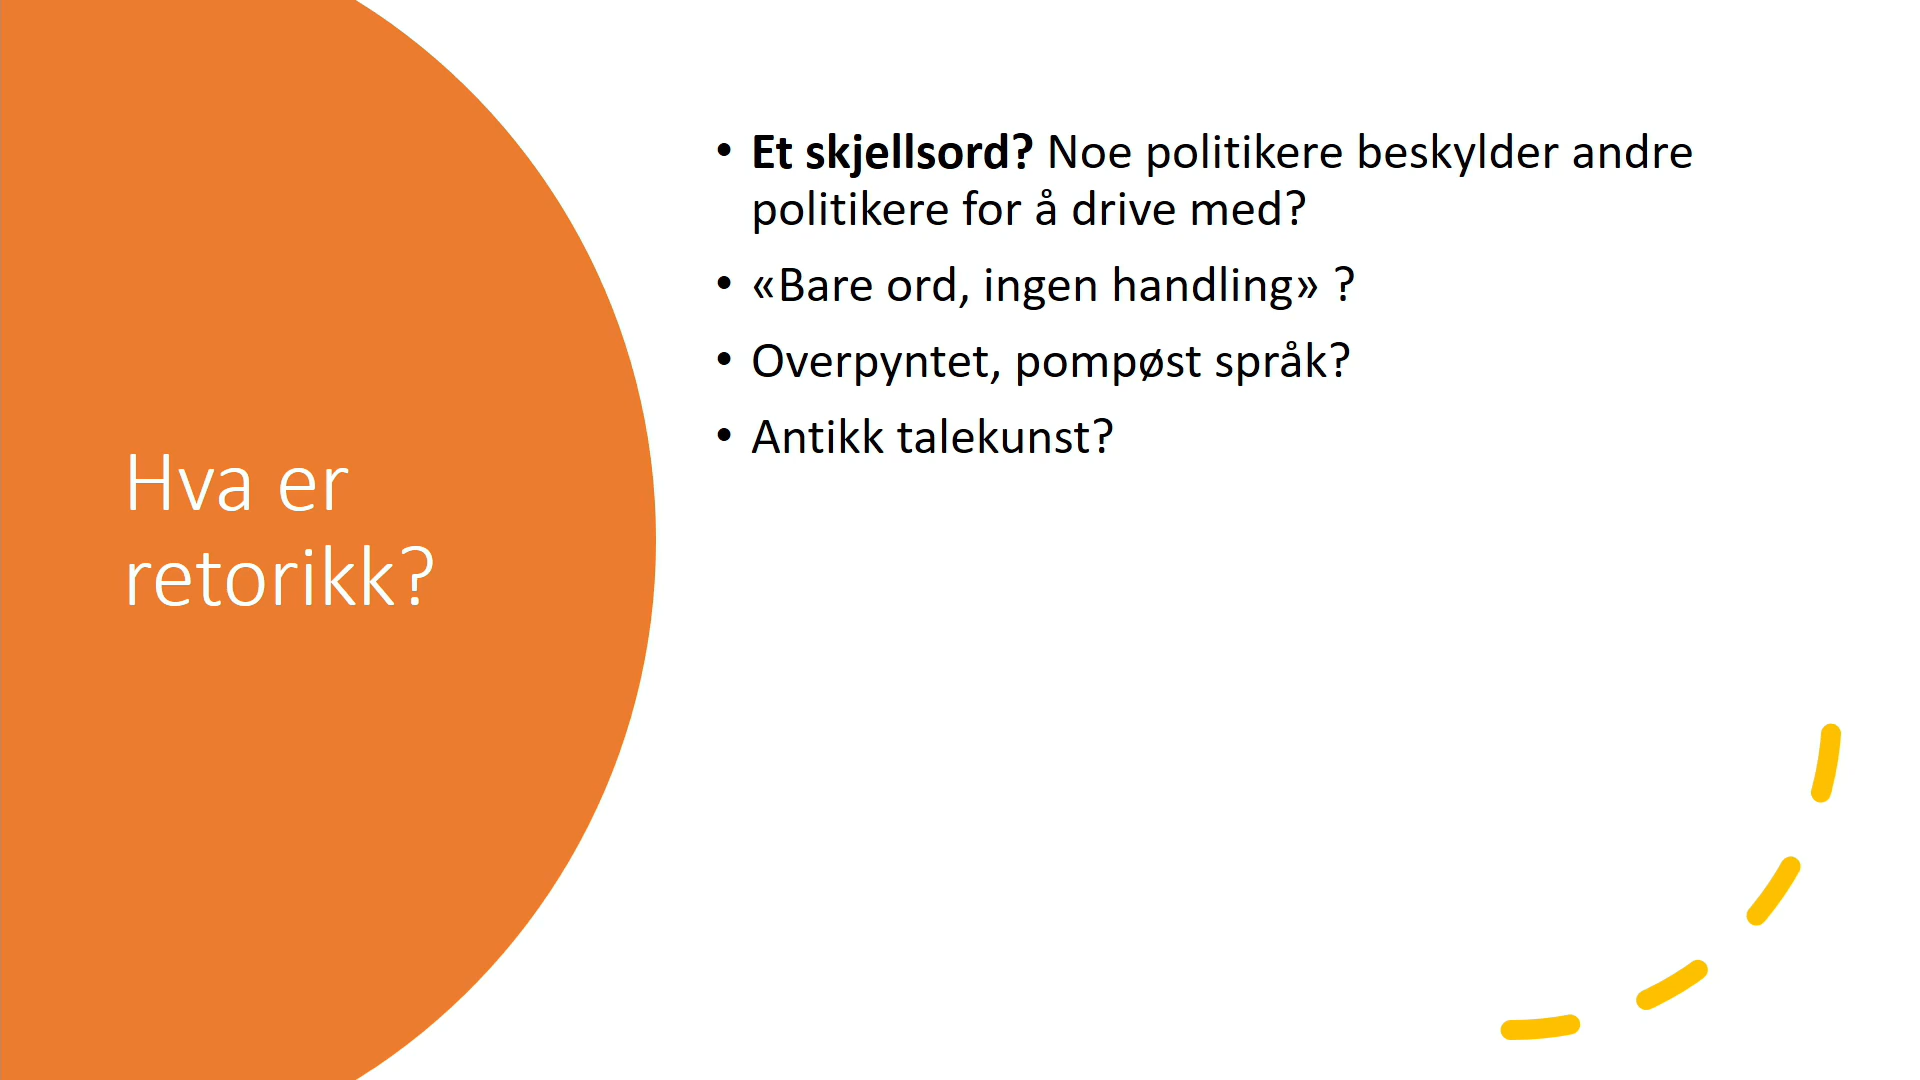 Hva er
retorikk?
• Et skjellsord? Noe politikere beskylder andre
politikere for å drive med?
• «Bare ord, ingen handling» ?
• Overpyntet, pompøst språk?
• Antikk talekunst?